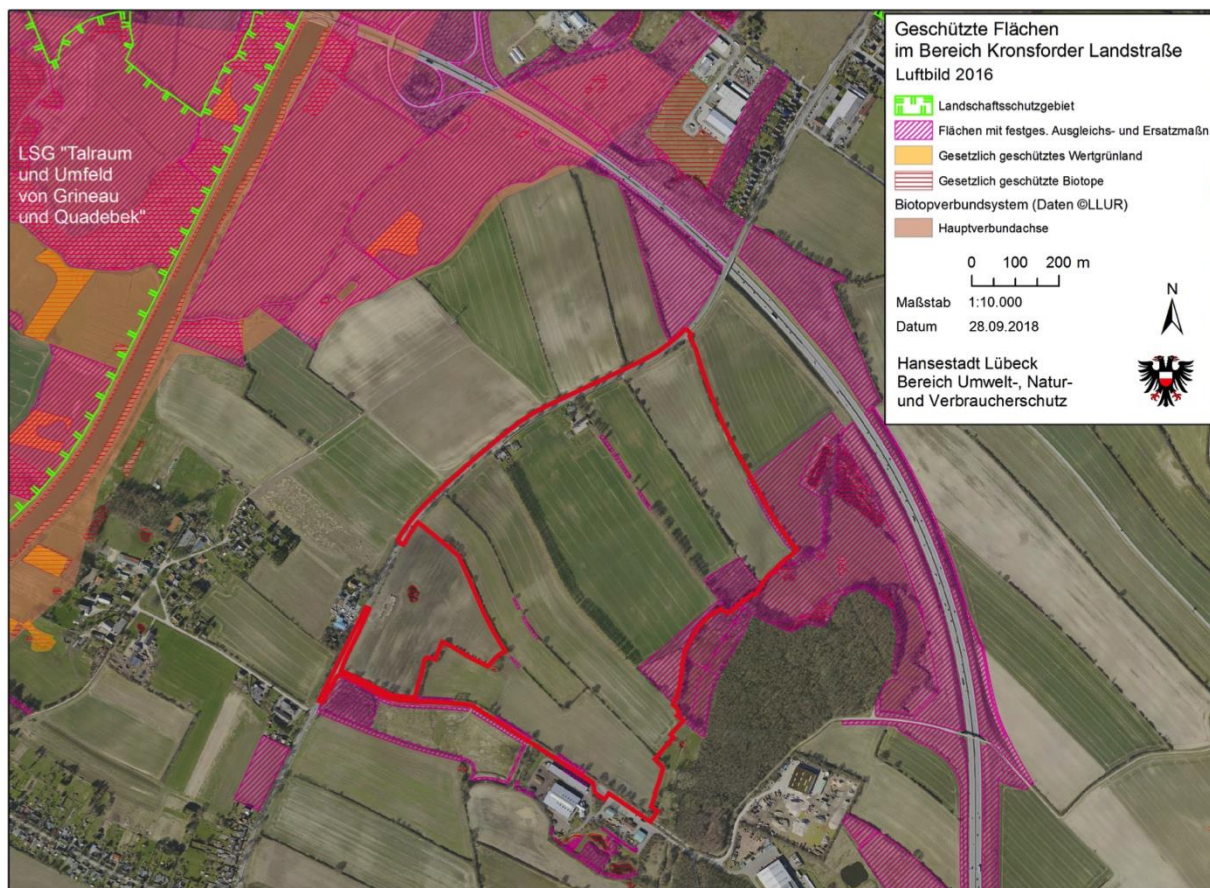 Geschützte Flächen
im Bereich Kronsforder Landstraße
Luftbild 2016
Landschaftsschutzgebiet
Flächen mit festges. Ausgleichs- und Ersatzmaßn
Gesetzlich geschütztes Wertgrünland
Gesetzlich geschützte Biotope
Biotopverbundsystem (Daten ©LLUR)
Hauptverbundachse
0 100 200 m
Maßstab 1:10.000
Datum 28.09.2018
N
Hansestadt Lübeck
Bereich Umwelt-, Natur-
und Verbraucherschutz
LSG "Talraum
und Umfeld
von Grineau
und Quadebek"